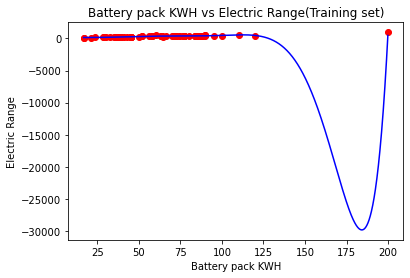 Battery pack KWH vs Electric Range(Training set)
0
−5000
−10000
−15000
−20000
−25000
−30000
Electric Range
25 50 75 100 125 150 175 200
Battery pack KWH